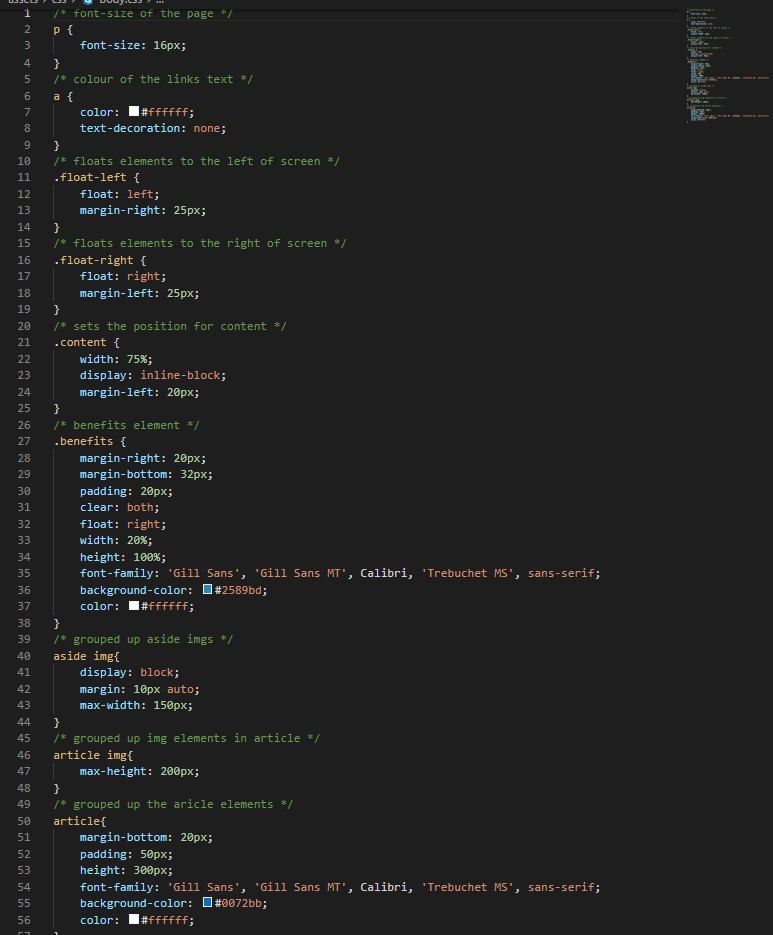 assets > css > body.css > ...
1 /* font-size of the page */
2 p {
3 font-size: 16px;
4 }
5 /* colour of the links text */
6 a {
7 color: #ffffff;
8 text-decoration: none;
9 }
10 /* floats elements to the left of screen */
11 .float-left {
12 float: left;
13 margin-right: 25px;
14 }
15 /* floats elements to the right of screen */
16 .float-right {
17 float: right;
18 margin-left: 25px;
19 }
20 /* sets the position for content */
21 .content {
22 width: 75%;
23 display: inline-block;
24 margin-left: 20px;
25 }
26 /* benefits element */
27 .benefits {
28 margin-right: 20px;
29 margin-bottom: 32px;
30 padding: 20px;
31 clear: both;
32 float: right;
33 width: 20%;
34 height: 100%;
35 font-family: 'Gill Sans', 'Gill Sans MT', Calibri, 'Trebuchet MS', sans-serif;
36 background-color: #2589bd;
37 color: #ffffff;
38 }
39 /* grouped up aside imgs */
40 aside img{
41 display: block;
42 margin: 10px auto;
43 max-width: 150px;
44 }
45 /* grouped up img elements in article */
46 article img{
47 max-height: 200px;
48 }
49 /* grouped up the aricle elements */
50 article{
51 margin-bottom: 20px;
52 padding: 50px;
53 height: 300px;
54 font-family: 'Gill Sans', 'Gill Sans MT', Calibri, 'Trebuchet MS', sans-serif;
55 background-color: #0072bb;
56 color: #ffffff;
57 }